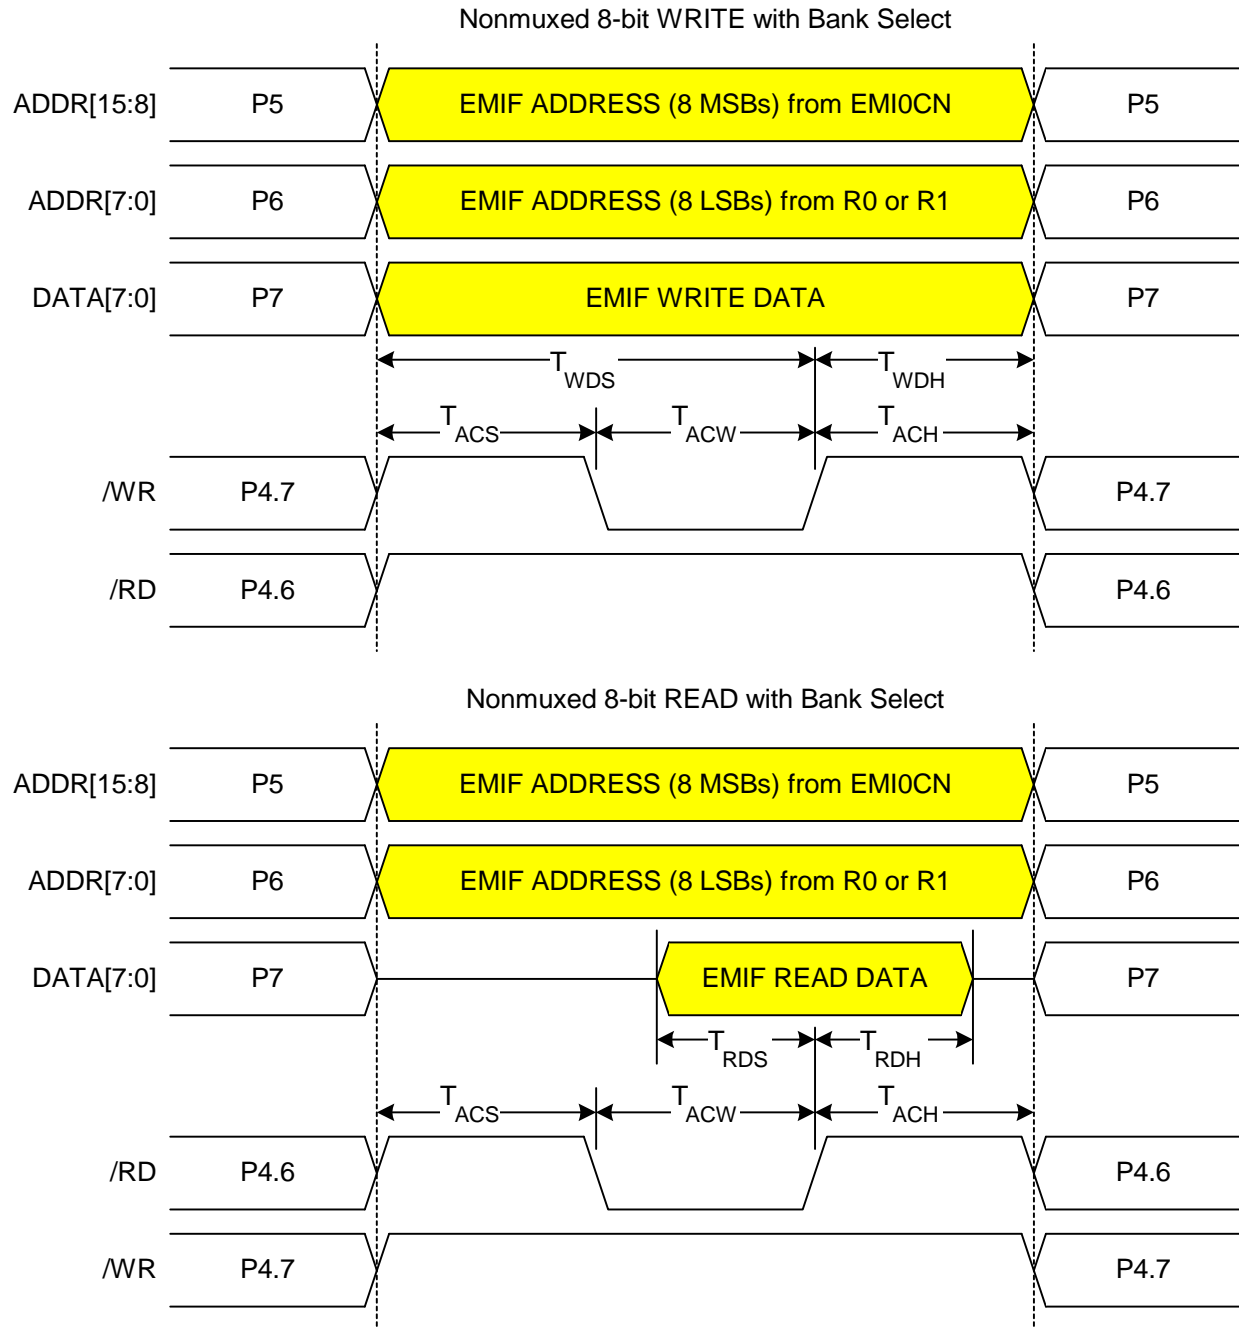 Nonmuxed 8-bit WRITE with Bank Select
ADDR[15:8] P5 EMIF ADDRESS (8 MSBs) from EMI0CN P5
ADDR[7:0] P6 EMIF ADDRESS (8 LSBs) from R0 or R1 P6
DATA[7:0] P7 EMIF WRITE DATA P7
TWDS TWDH
TACS TACW TACH
/WR P4.7 P4.7
/RD P4.6 P4.6
Nonmuxed 8-bit READ with Bank Select
ADDR[15:8] P5 EMIF ADDRESS (8 MSBs) from EMI0CN P5
ADDR[7:0] P6 EMIF ADDRESS (8 LSBs) from R0 or R1 P6
DATA[7:0] P7 EMIF READ DATA P7
TRDS TRDH
TACS TACW TACH
/RD P4.6 P4.6
/WR P4.7 P4.7